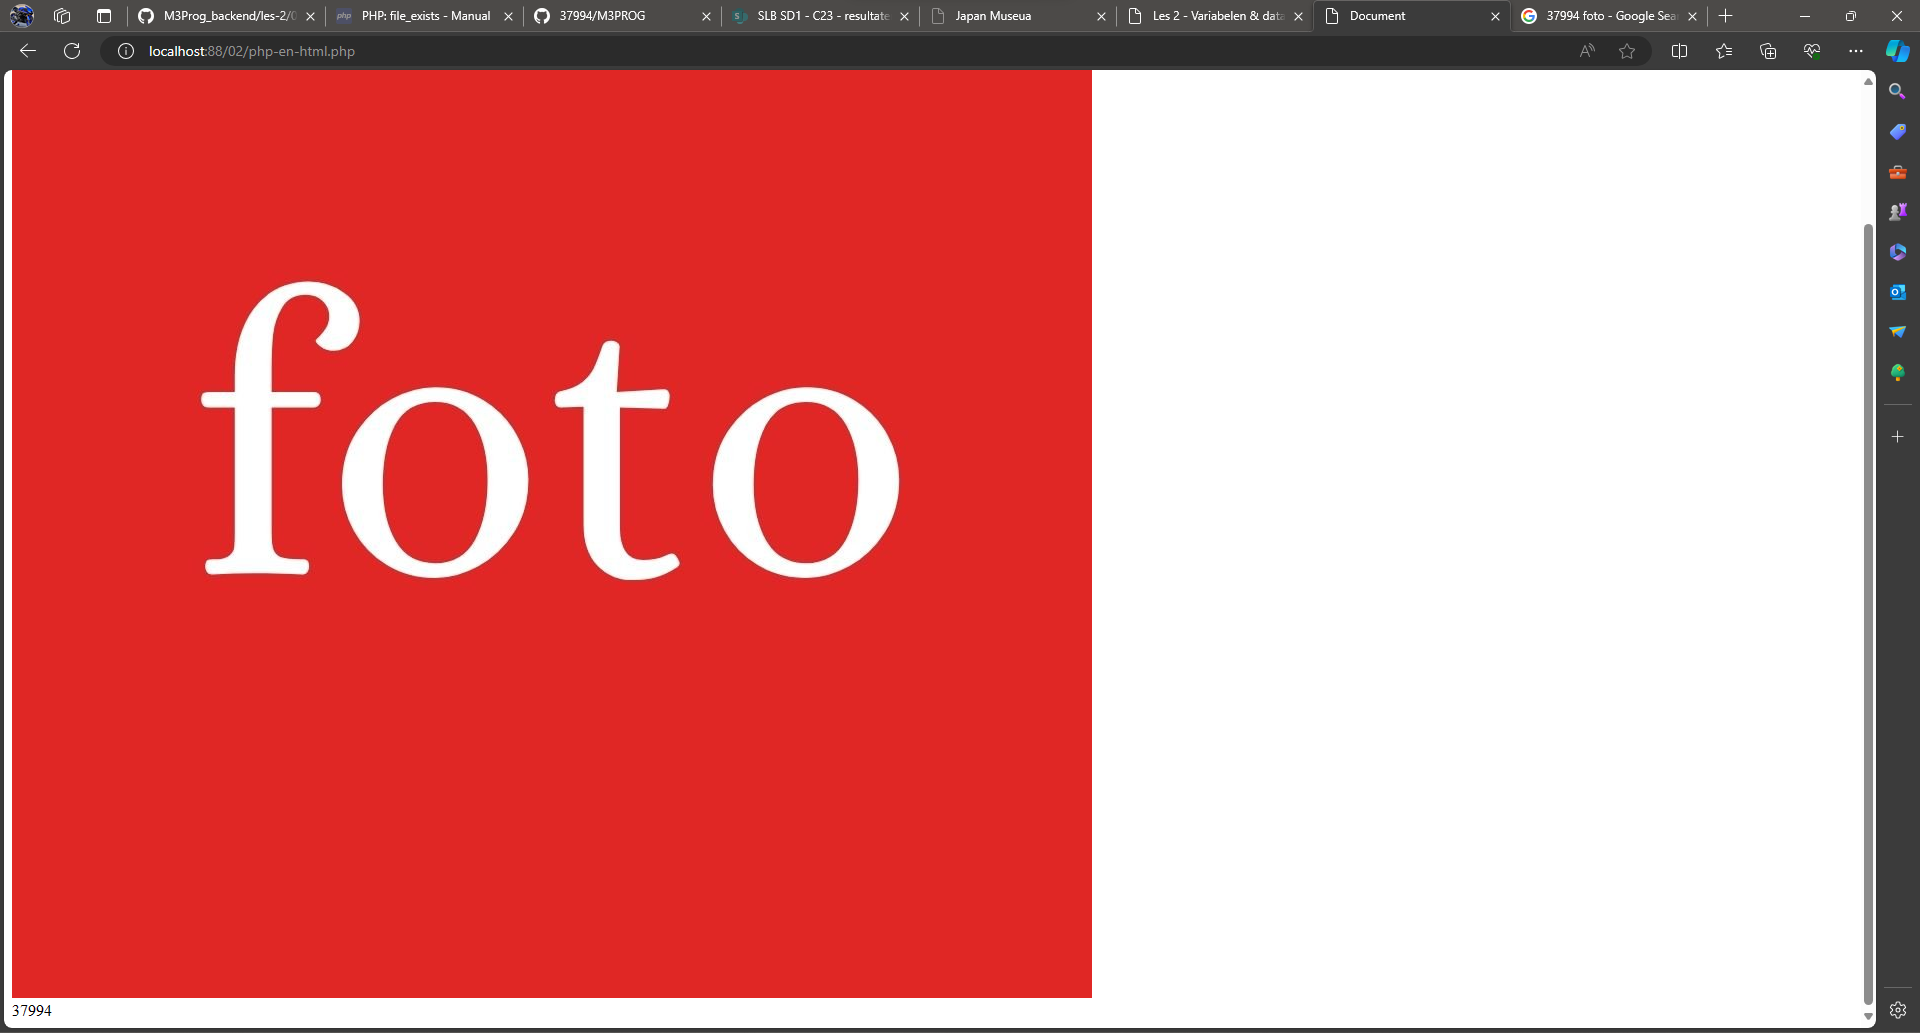 M3Prog_backend/les-2/0
php PHP: file_exists - Manual
37994/M3PROG
S SLB SD1 - C23 - resultate
Japan Museua
Les 2 - Variabelen & data
Document
37994 foto - Google Sea
localhost:88/02/php-en-html.php
foto
37994